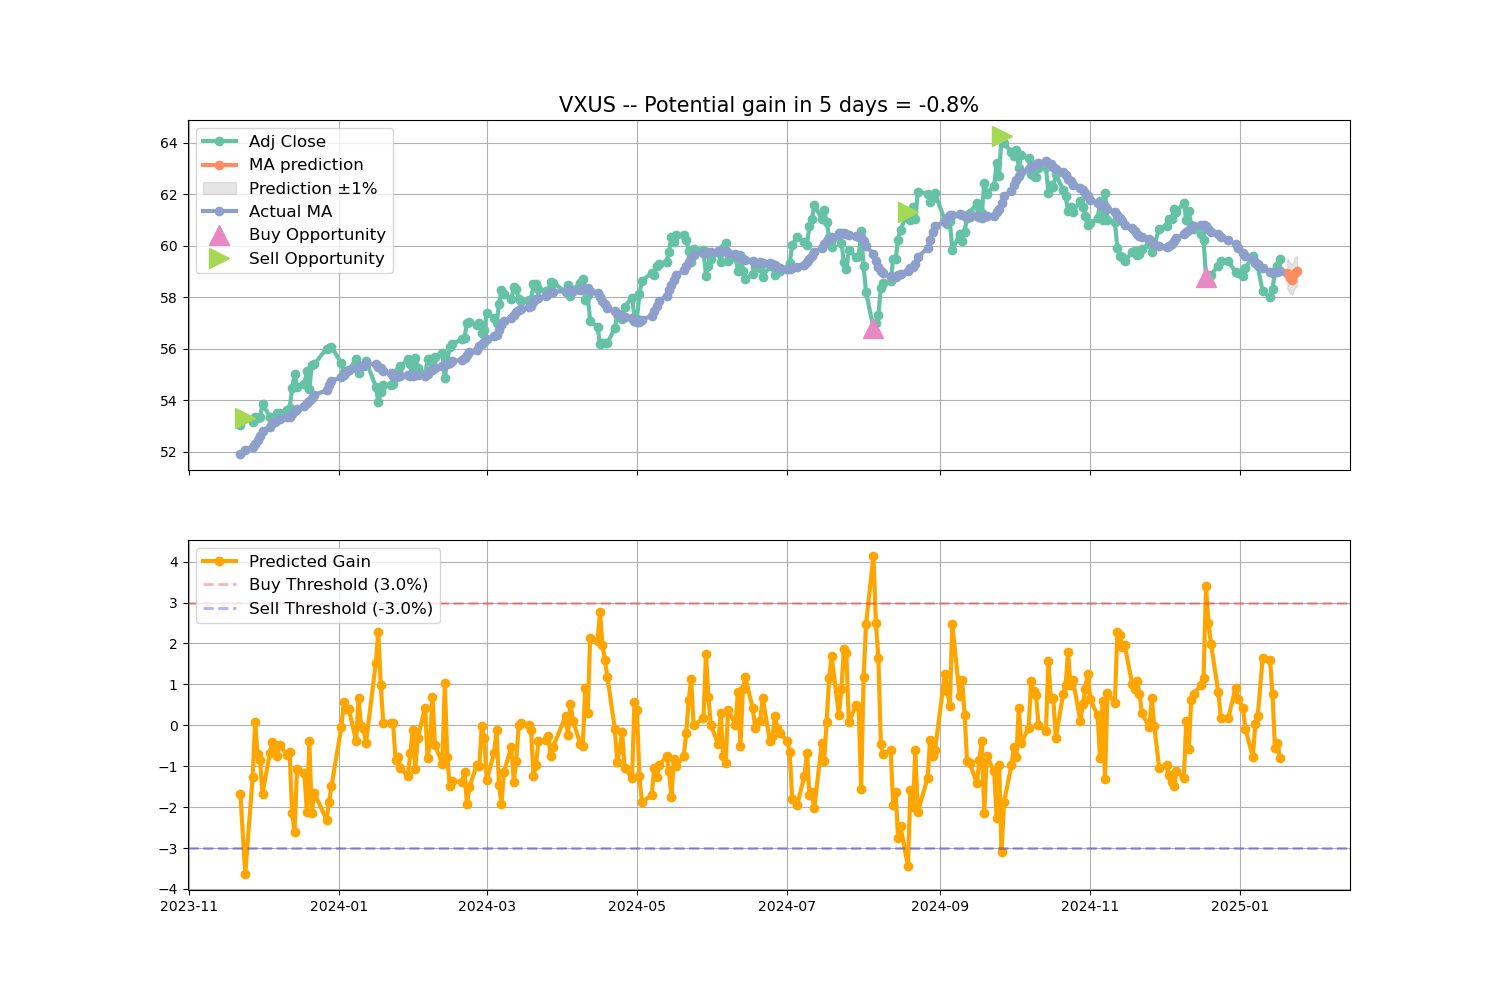 VXUS -- Potential gain in 5 days = -0.8%
Adj Close
MA prediction
Prediction ±1%
Actual MA
Buy Opportunity
Sell Opportunity
64
62
60
58
56
54
52
Predicted Gain
Buy Threshold (3.0%)
Sell Threshold (-3.0%)
4
3
2
1
0
−1
−2
−3
−4
2023-11
2024-01
2024-03
2024-05
2024-07
2024-09
2024-11
2025-01